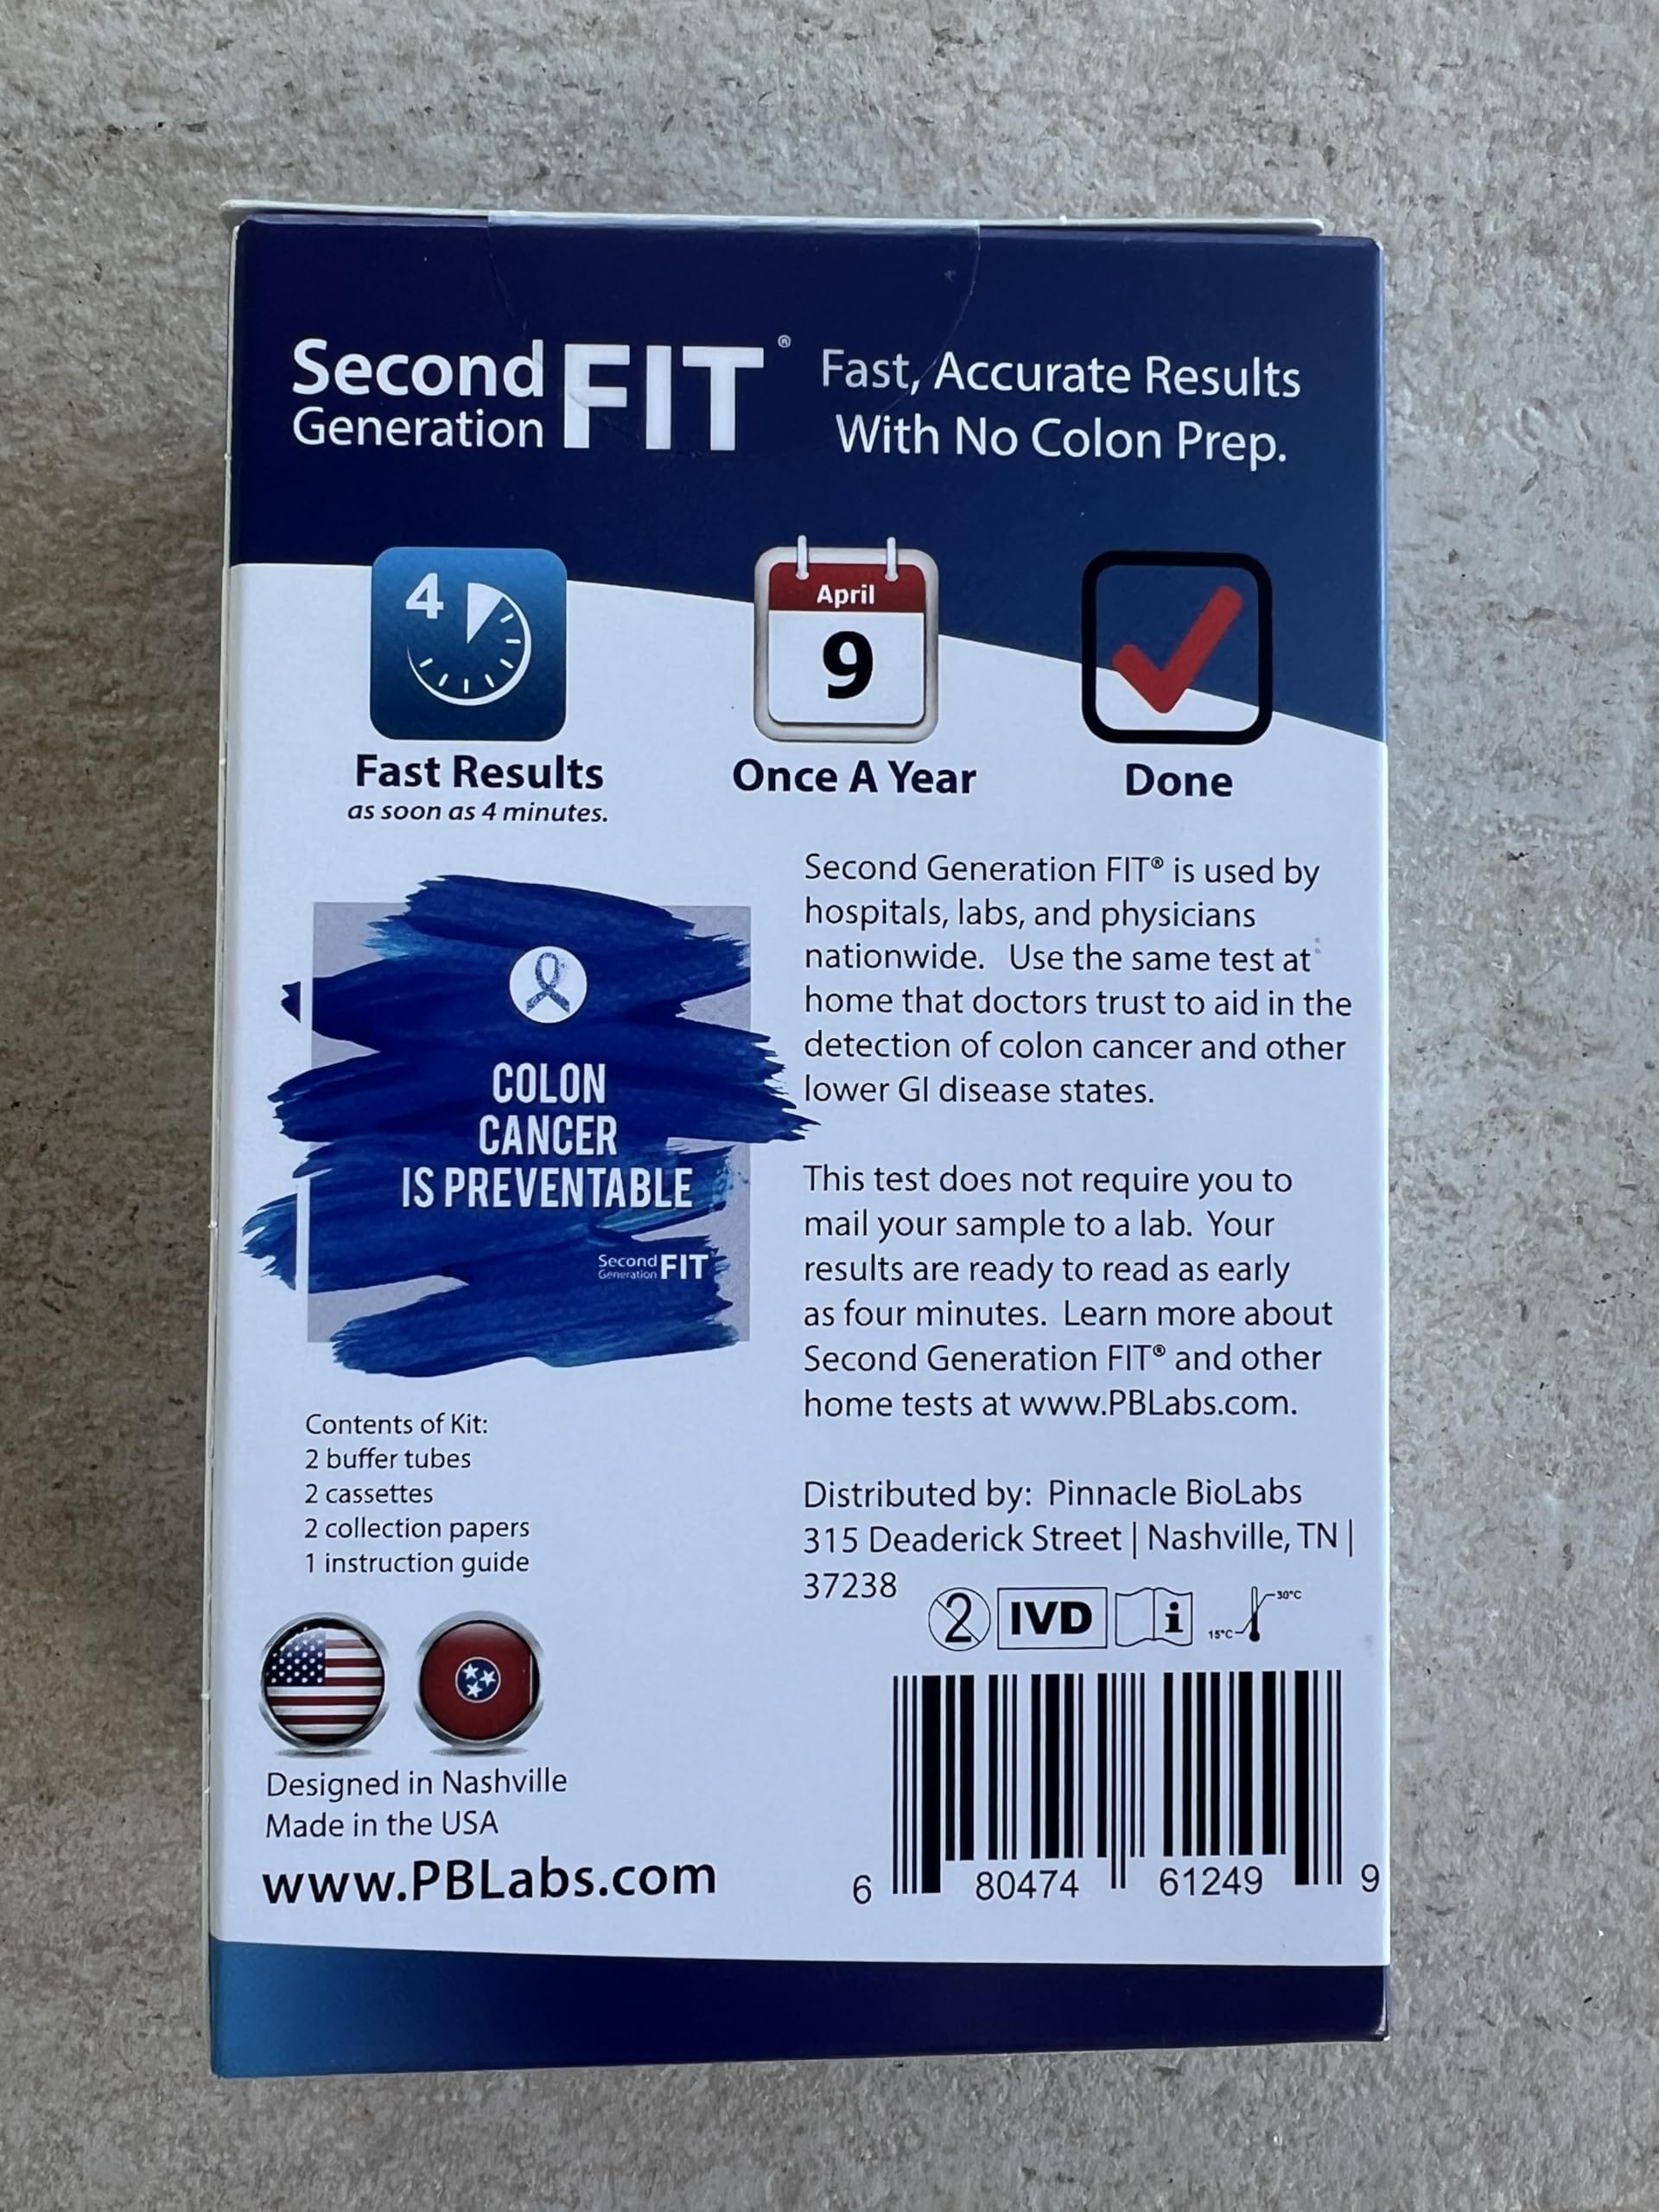 Second
Generation FIT®
Fast, Accurate Results
With No Colon Prep.
4
Fast Results
as soon as 4 minutes.
April
9
Once A Year
Done
COLON
CANCER
IS PREVENTABLE
Second
Generation FIT
Second Generation FIT® is used by
hospitals, labs, and physicians
nationwide. Use the same test at
home that doctors trust to aid in the
detection of colon cancer and other
lower GI disease states.
This test does not require you to
mail your sample to a lab. Your
results are ready to read as early
as four minutes. Learn more about
Second Generation FIT® and other
home tests at www.PBLabs.com.
Contents of Kit:
2 buffer tubes
2 cassettes
2 collection papers
1 instruction guide
Distributed by: Pinnacle BioLabs
315 Deaderick Street | Nashville, TN |
37238
2 IVD i 15°C 30°C
Designed in Nashville
Made in the USA
www.PBLabs.com
6 80474 61249 9